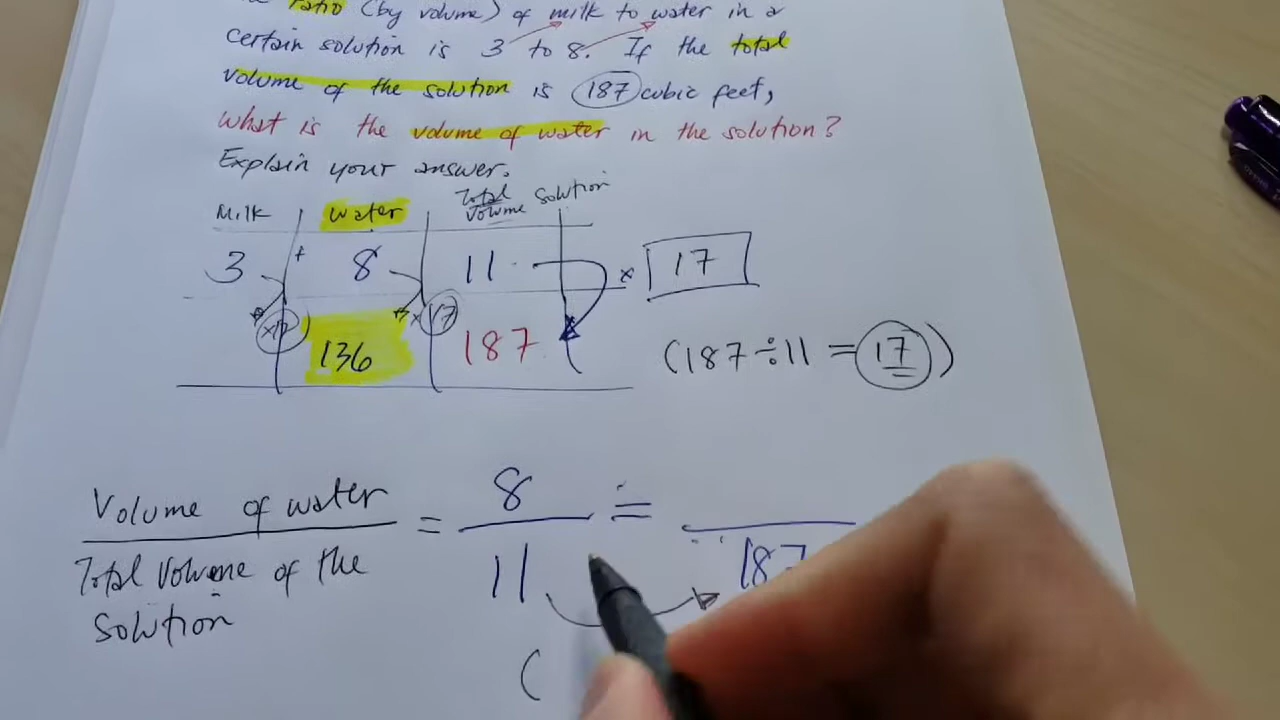 ratio (by volume) of milk to water in a
certain solution is 3 to 8. If the total
volume of the solution is 187 cubic feet,
What is the volume of water in the solution?
Explain your answer.
Milk water Total Volume Solution
3 + 8 11 × 17
×17 ×17
136 187 (187÷11 = 17)
Volume of water = 8 =
Total Volume of the 11 187
Solution
(